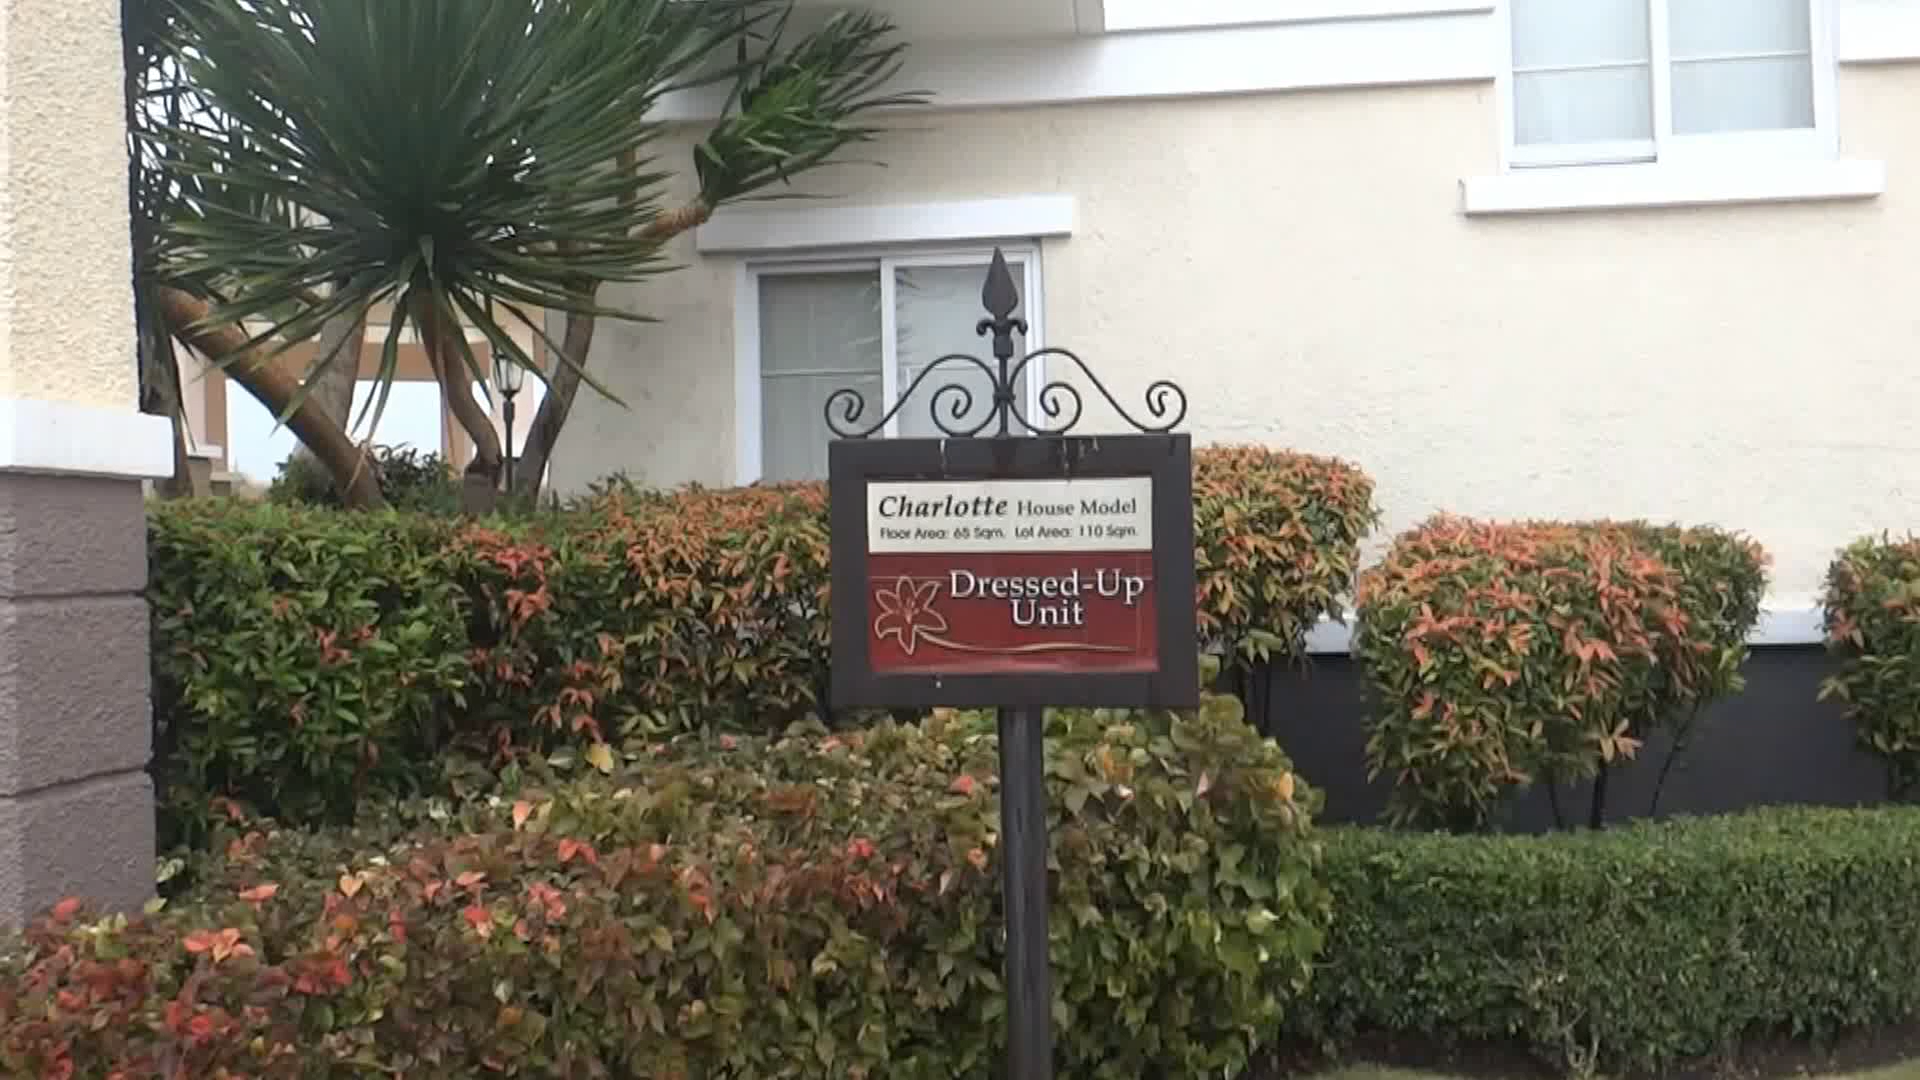 Charlotte House Model
Floor Area: 65 Sqm. Lot Area: 110 Sqm.
Dressed-Up
Unit